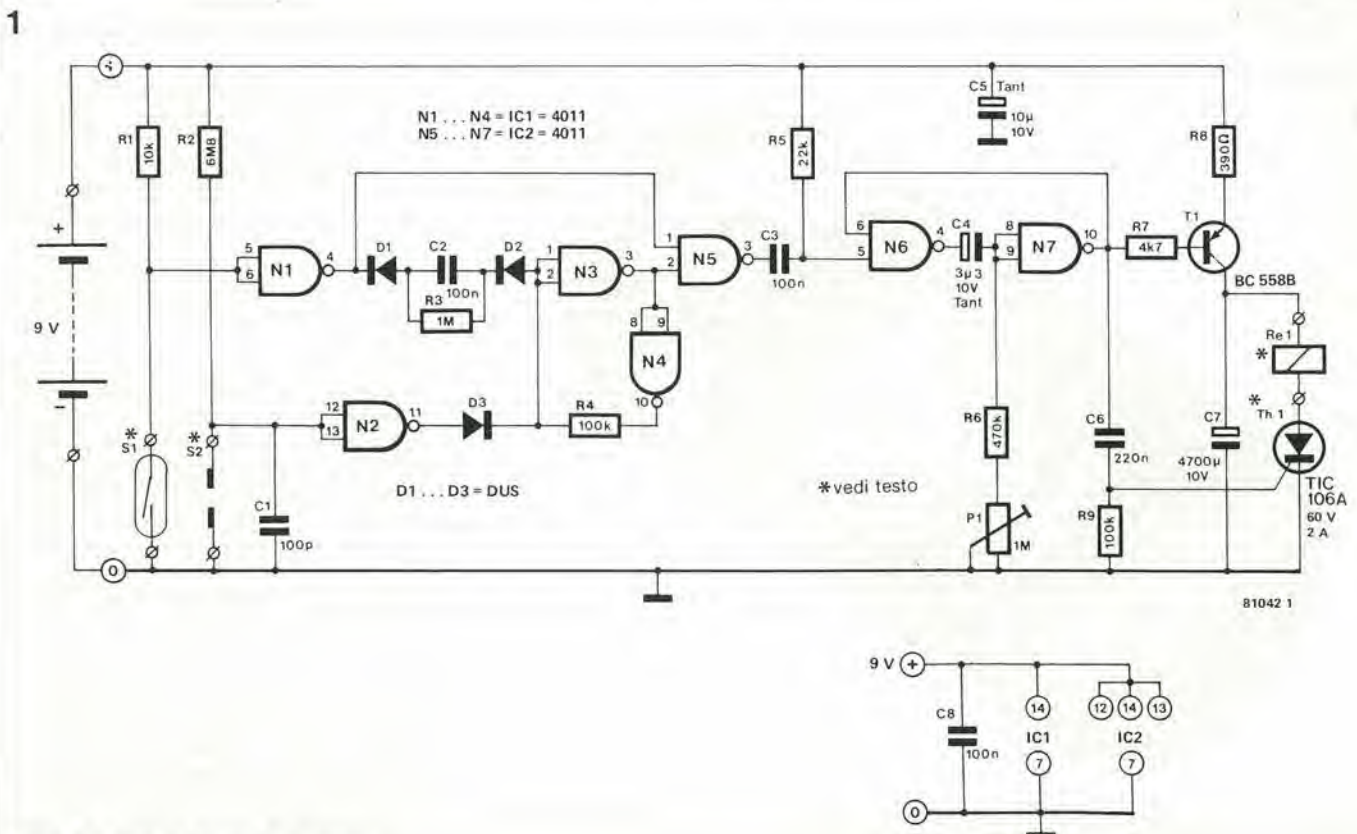 1
+
C5 Tant
10µ
10V
N1 ... N4 = IC1 = 4011
N5 ... N7 = IC2 = 4011
R1
10k
R2
6M8
R5
22k
R8
390Ω
+
9 V
−
5
6
N1
4
D1
C2
100n
D2
R3
1M
1
2
N3
3
1
2
N5
3
C3
100n
6
5
N6
4
C4
3µ3
10V
Tant
8
9
N7
10
R7
4k7
T1
BC 558B
8
9
N4
10
Re1
*
*
Th.1
*
S1
*
S2
12
13
N2
11
D3
R4
100k
R6
470k
C6
220n
C7
4700µ
10V
TIC
106A
60 V
2 A
D1 ... D3 = DUS
*vedi testo
C1
100p
P1
1M
R9
100k
0
81042 1
9 V +
C8
100n
14
IC1
7
12
14
13
IC2
7
0